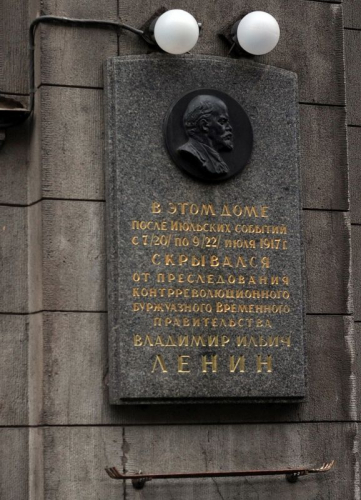 В ЭТОМ ДОМЕ
ПОСЛЕ ИЮЛЬСКИХ СОБЫТИЙ
С 7/20/ ПО 9/22/ ИЮЛЯ 1917 Г.
СКРЫВАЛСЯ
ОТ ПРЕСЛЕДОВАНИЯ
КОНТРРЕВОЛЮЦИОННОГО
БУРЖУАЗНОГО ВРЕМЕННОГО
ПРАВИТЕЛЬСТВА
ВЛАДИМИР ИЛЬИЧ
ЛЕНИН